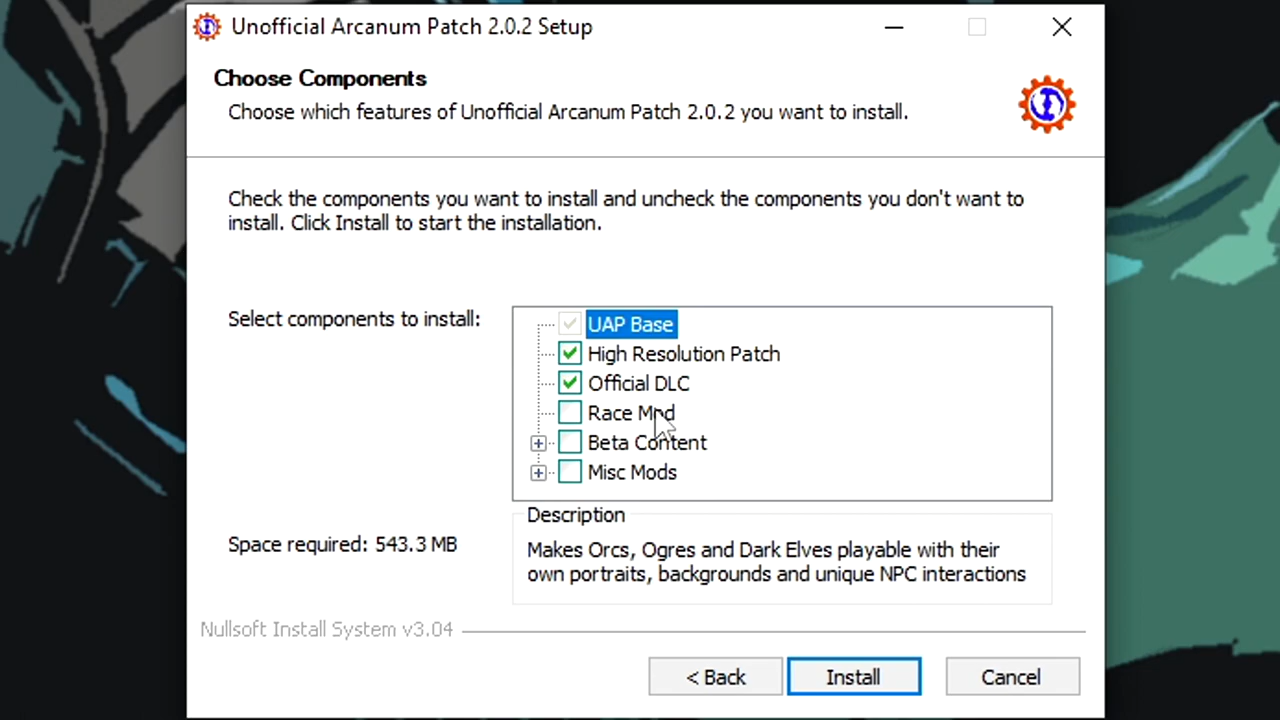 Unofficial Arcanum Patch 2.0.2 Setup
Choose Components
Choose which features of Unofficial Arcanum Patch 2.0.2 you want to install.
Check the components you want to install and uncheck the components you don't want to
install. Click Install to start the installation.
Select components to install:
UAP Base
High Resolution Patch
Official DLC
Race Mod
Beta Content
Misc Mods
Space required: 543.3 MB
Description
Makes Orcs, Ogres and Dark Elves playable with their
own portraits, backgrounds and unique NPC interactions
Nullsoft Install System v3.04
< Back
Install
Cancel